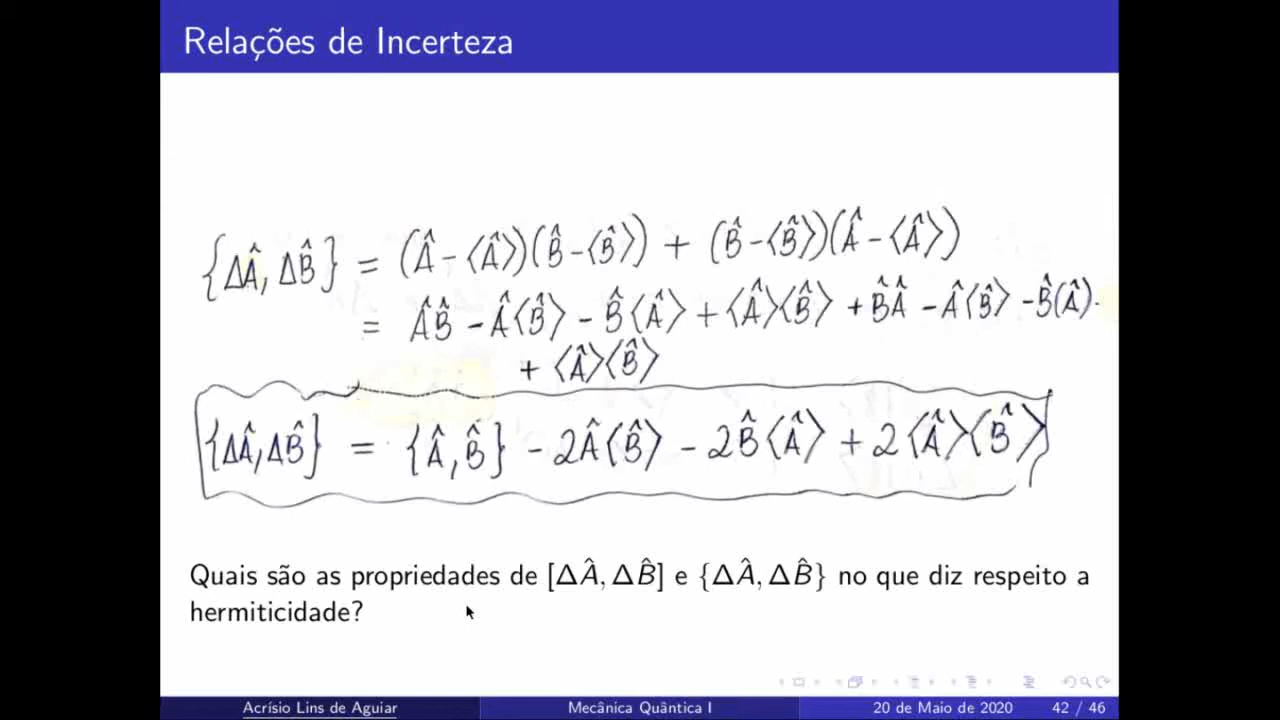 Relações de Incerteza
{ΔÂ, ΔB̂} = (Â - ⟨Â⟩)(B̂ - ⟨B̂⟩) + (B̂ - ⟨B̂⟩)(Â - ⟨Â⟩)
= ÂB̂ - Â⟨B̂⟩ - B̂⟨Â⟩ + ⟨Â⟩⟨B̂⟩ + B̂Â - Â⟨B̂⟩ - B̂⟨Â⟩
+ ⟨Â⟩⟨B̂⟩
{ΔÂ, ΔB̂} = {Â, B̂} - 2Â⟨B̂⟩ - 2B̂⟨Â⟩ + 2⟨Â⟩⟨B̂⟩
Quais são as propriedades de [ΔÂ, ΔB̂] e {ΔÂ, ΔB̂} no que diz respeito a
hermiticidade?
Acrísio Lins de Aguiar Mecânica Quântica I 20 de Maio de 2020 42 / 46